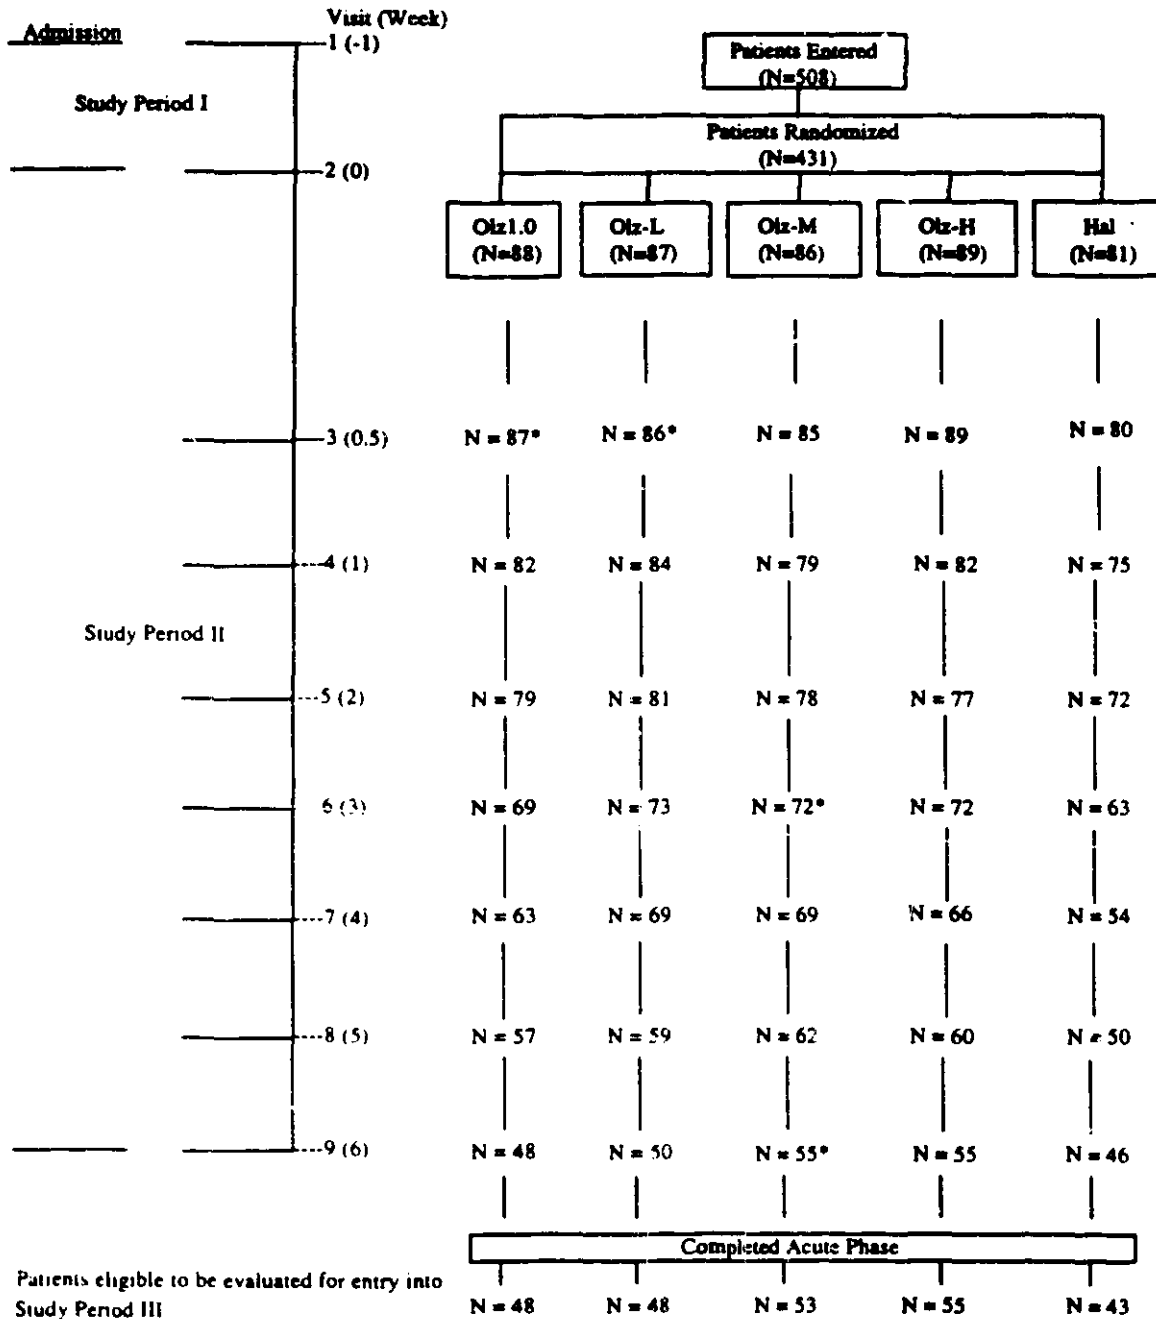 Visit (Week)
Admission
1 (-1)
Patients Entered
(N=508)
Study Period I
Patients Randomized
(N=431)
2 (0)
Olz1.0
(N=88)
Olz-L
(N=87)
Olz-M
(N=86)
Olz-H
(N=89)
Hal
(N=81)
3 (0.5) N = 87* N = 86* N = 85 N = 89 N = 80
4 (1) N = 82 N = 84 N = 79 N = 82 N = 75
Study Period II
5 (2) N = 79 N = 81 N = 78 N = 77 N = 72
6 (3) N = 69 N = 73 N = 72* N = 72 N = 63
7 (4) N = 63 N = 69 N = 69 N = 66 N = 54
8 (5) N = 57 N = 59 N = 62 N = 60 N = 50
9 (6) N = 48 N = 50 N = 55* N = 55 N = 46
Completed Acute Phase
Patients eligible to be evaluated for entry into
Study Period III N = 48 N = 48 N = 53 N = 55 N = 43